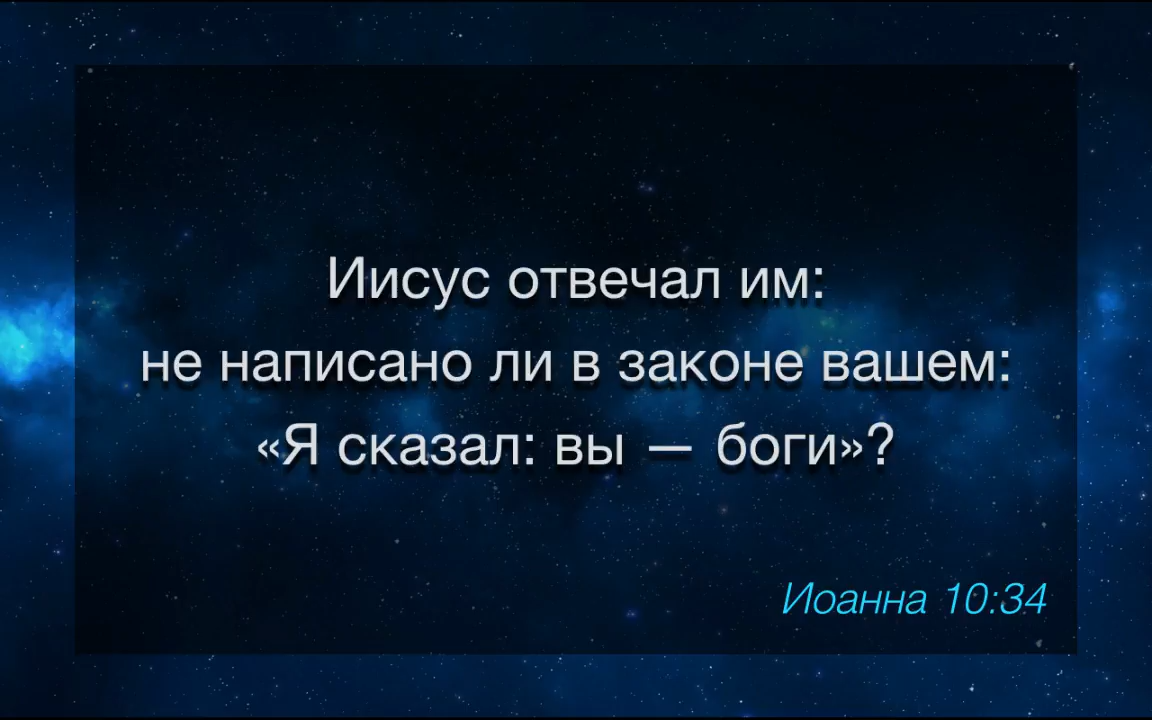 Иисус отвечал им:
не написано ли в законе вашем:
«Я сказал: вы — боги»?
Иоанна 10:34